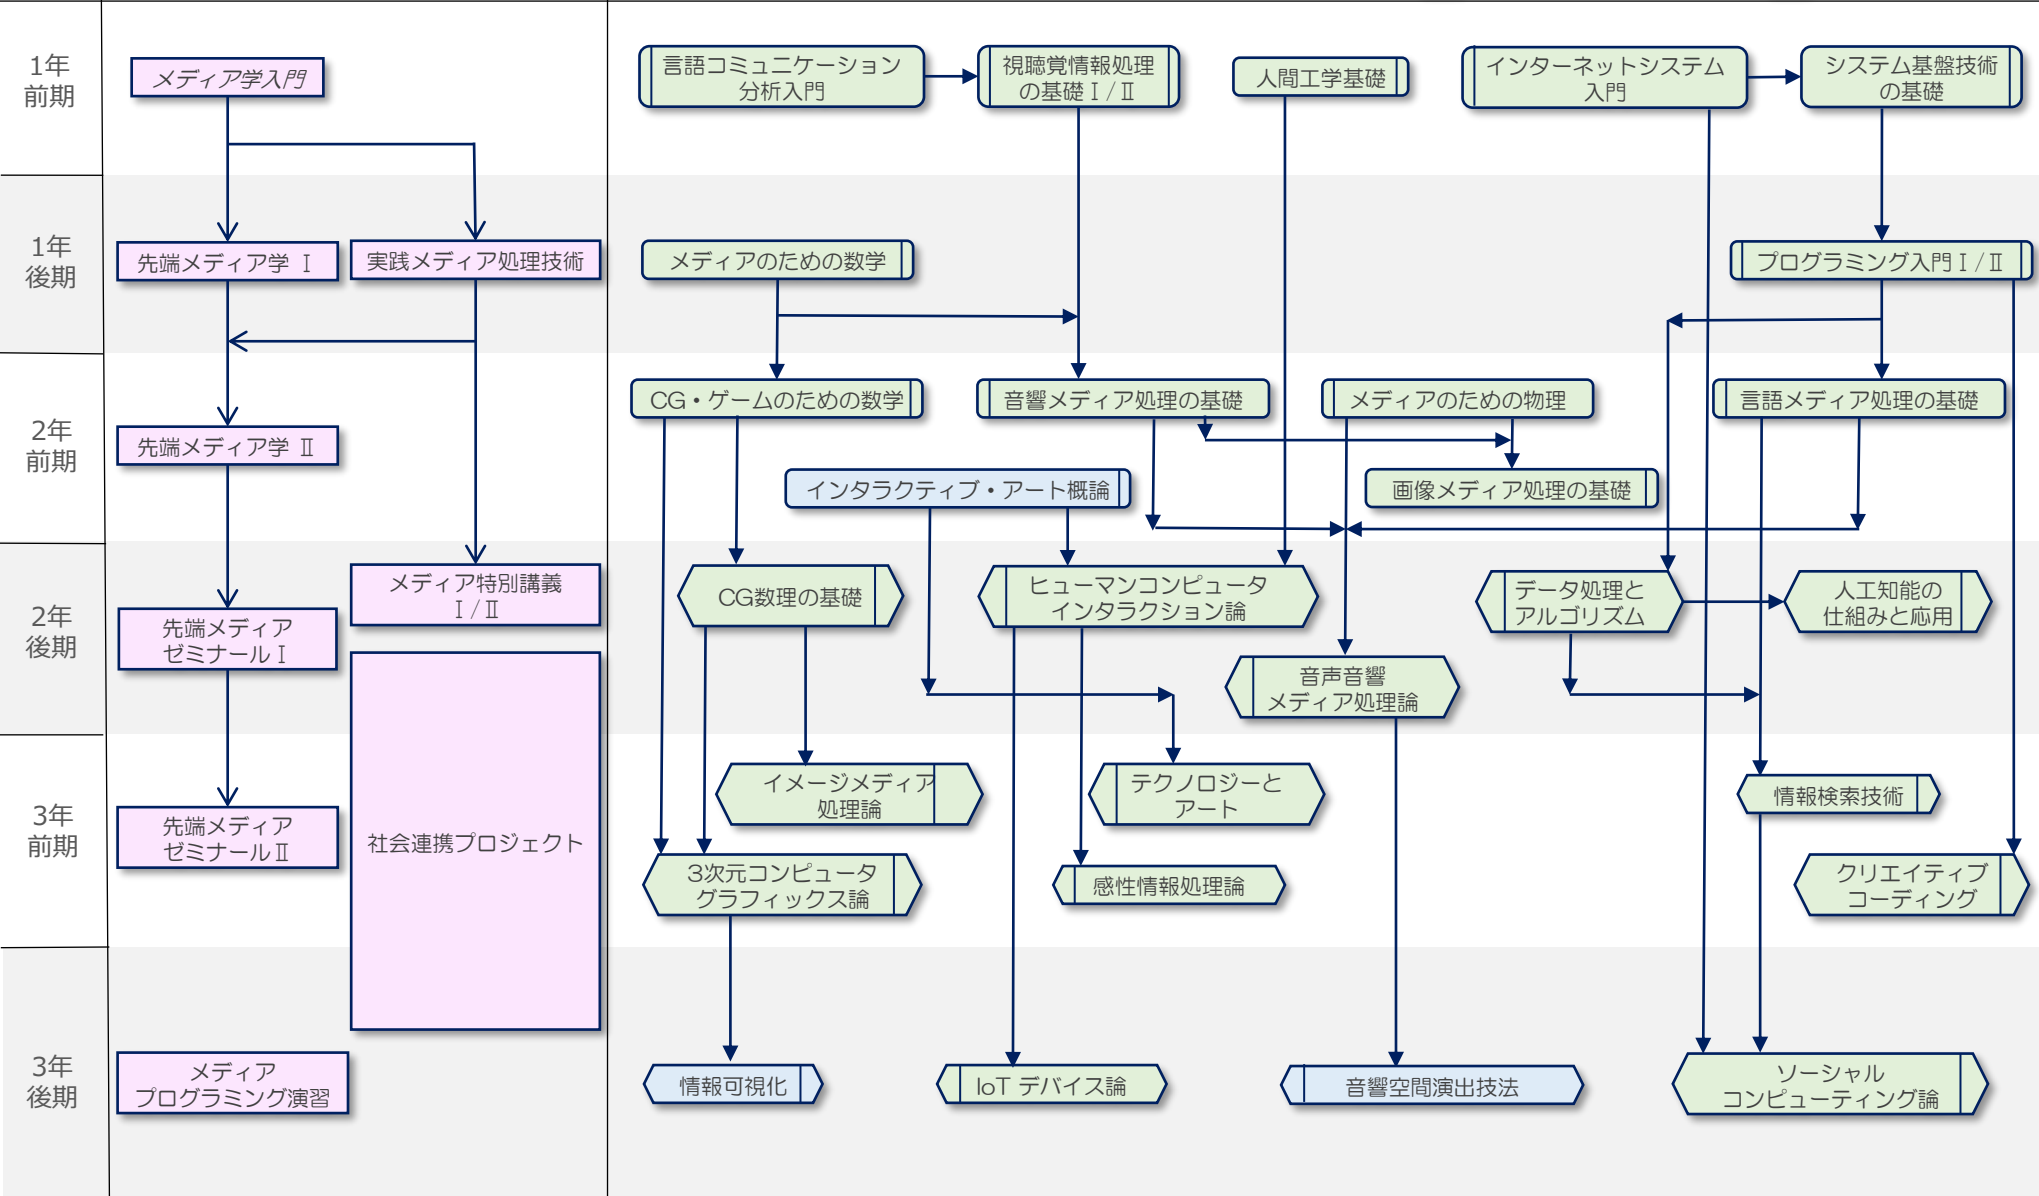 1年
前期
メディア学入門
言語コミュニケーション
分析入門
視聴覚情報処理
の基礎Ⅰ/Ⅱ
人間工学基礎
インターネットシステム
入門
システム基盤技術
の基礎
1年
後期
先端メディア学 Ⅰ
実践メディア処理技術
メディアのための数学
プログラミング入門Ⅰ/Ⅱ
2年
前期
先端メディア学 Ⅱ
CG・ゲームのための数学
音響メディア処理の基礎
メディアのための物理
言語メディア処理の基礎
インタラクティブ・アート概論
画像メディア処理の基礎
2年
後期
先端メディア
ゼミナールⅠ
メディア特別講義
Ⅰ/Ⅱ
CG数理の基礎
ヒューマンコンピュータ
インタラクション論
データ処理と
アルゴリズム
人工知能の
仕組みと応用
音声音響
メディア処理論
3年
前期
先端メディア
ゼミナールⅡ
社会連携プロジェクト
イメージメディア
処理論
テクノロジーと
アート
情報検索技術
3次元コンピュータ
グラフィックス論
感性情報処理論
クリエイティブ
コーディング
3年
後期
メディア
プログラミング演習
情報可視化
IoT デバイス論
音響空間演出技法
ソーシャル
コンピューティング論